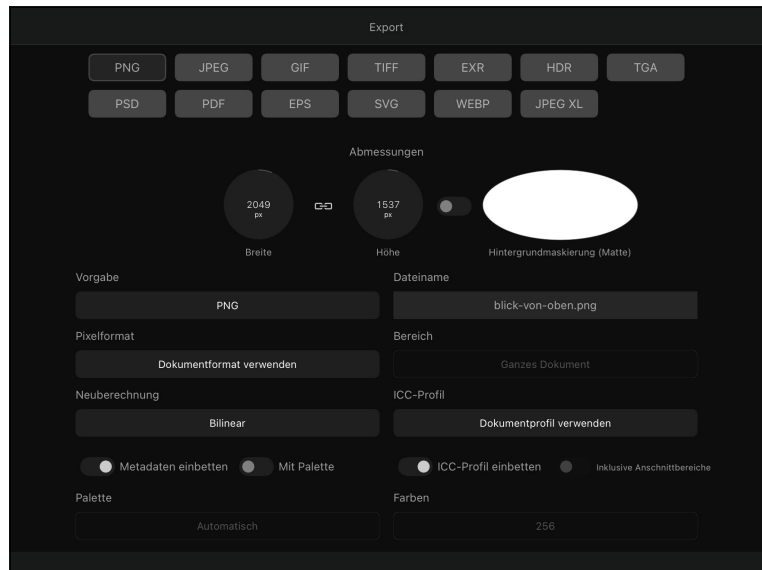 Export
PNG JPEG GIF TIFF EXR HDR TGA
PSD PDF EPS SVG WEBP JPEG XL
Abmessungen
2049 px
1537 px
Breite Höhe Hintergrundmaskierung (Matte)
Vorgabe Dateiname
PNG blick-von-oben.png
Pixelformat Bereich
Dokumentformat verwenden Ganzes Dokument
Neuberechnung ICC-Profil
Bilinear Dokumentprofil verwenden
Metadaten einbetten Mit Palette ICC-Profil einbetten Inklusive Anschnittbereiche
Palette Farben
Automatisch 256